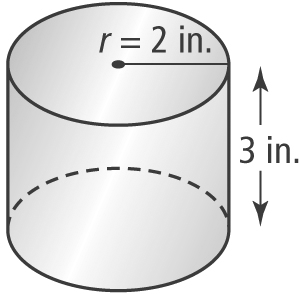 r = 2 in.
3 in.